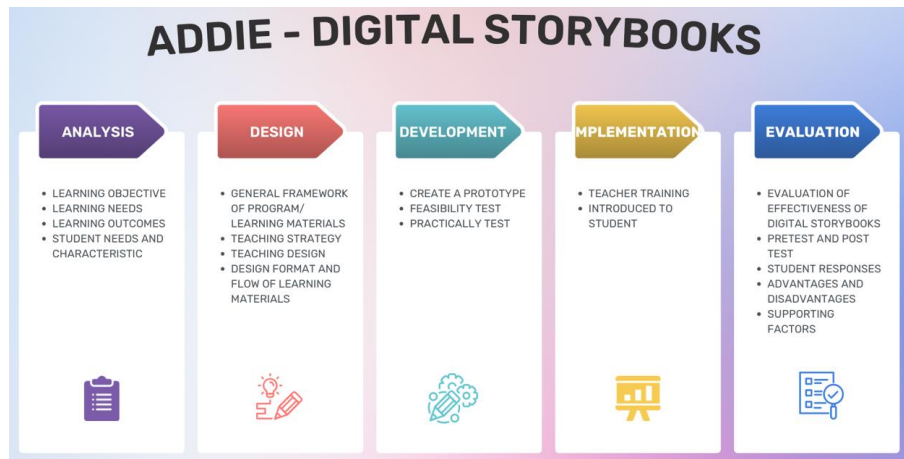 ADDIE - DIGITAL STORYBOOKS
ANALYSIS
• LEARNING OBJECTIVE
• LEARNING NEEDS
• LEARNING OUTCOMES
• STUDENT NEEDS AND
CHARACTERISTIC
DESIGN
• GENERAL FRAMEWORK
OF PROGRAM/
LEARNING MATERIALS
• TEACHING STRATEGY
• TEACHING DESIGN
• DESIGN FORMAT AND
FLOW OF LEARNING
MATERIALS
DEVELOPMENT
• CREATE A PROTOTYPE
• FEASIBILITY TEST
• PRACTICALLY TEST
IMPLEMENTATION
• TEACHER TRAINING
• INTRODUCED TO
STUDENT
EVALUATION
• EVALUATION OF
EFFECTIVENESS OF
DIGITAL STORYBOOKS
• PRETEST AND POST
TEST
• STUDENT RESPONSES
• ADVANTAGES AND
DISADVANTAGES
• SUPPORTING
FACTORS